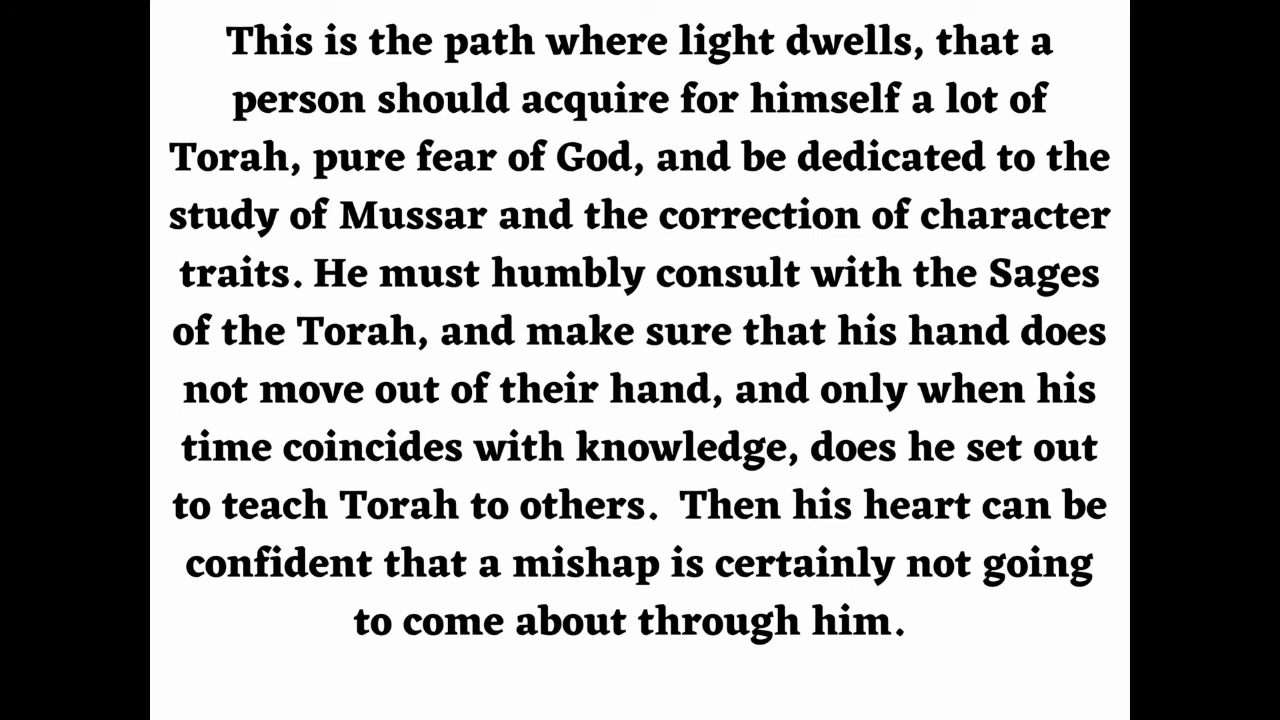 This is the path where light dwells, that a
person should acquire for himself a lot of
Torah, pure fear of God, and be dedicated to the
study of Mussar and the correction of character
traits. He must humbly consult with the Sages
of the Torah, and make sure that his hand does
not move out of their hand, and only when his
time coincides with knowledge, does he set out
to teach Torah to others.  Then his heart can be
confident that a mishap is certainly not going
to come about through him.